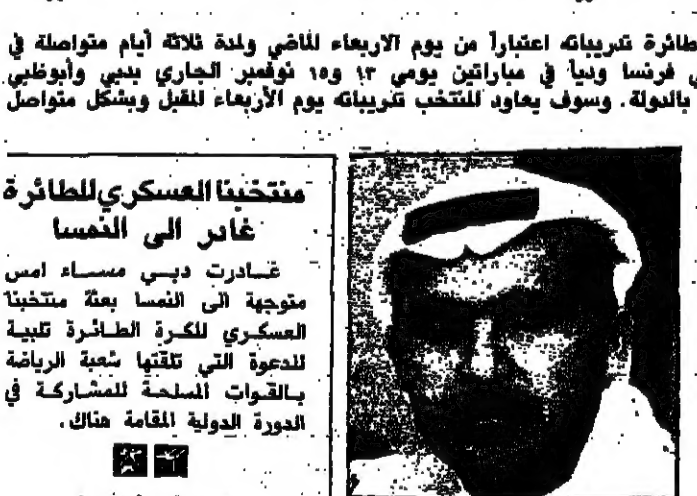 طائرة تدريباته اعتباراً من يوم الاربعاء الماضي ولمدة ثلاثة أيام متواصلة في
فرنسا ودياً في مباراتين يومي ١٣ و١٥ نوفمبر الجاري بدبي وأبوظبي
بالدولة. وسوف يعاود المنتخب تدريباته يوم الأربعاء المقبل وبشكل متواصل
منتخبنا العسكري للطائرة
غادر الى النمسا
غادرت دبي مساء امس
متوجهة الى النمسا بعثة منتخبنا
العسكري للكرة الطائرة تلبية
للدعوة التي تلقتها شعبة الرياضة
بالقوات المسلحة للمشاركة في
الدورة الدولية المقامة هناك.